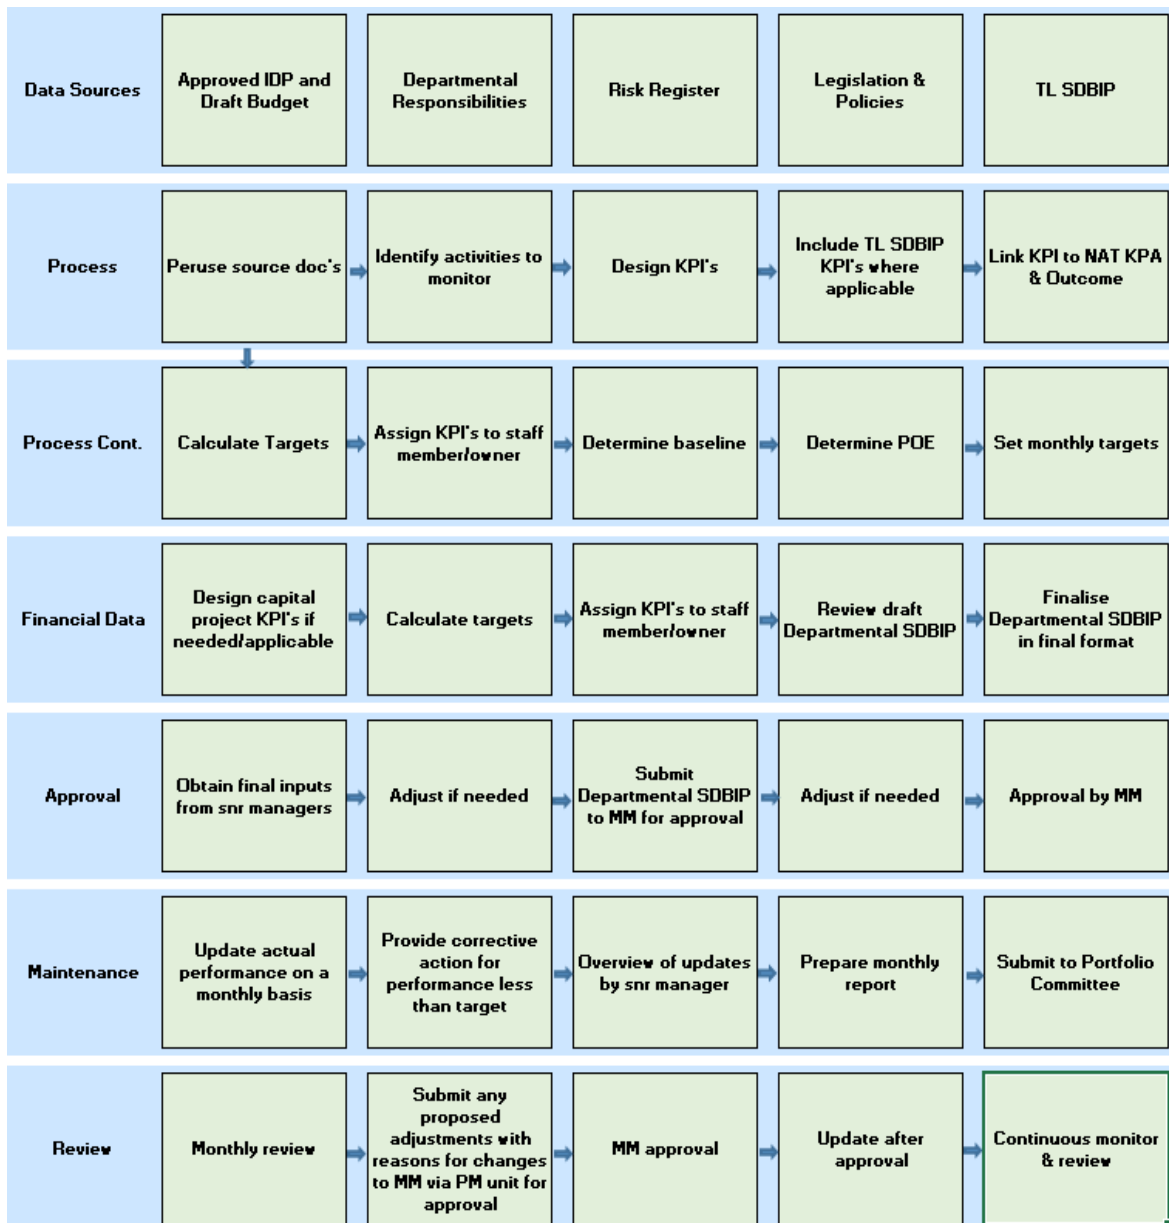 Data Sources
Approved IDP and
Draft Budget
Departmental
Responsibilities
Risk Register
Legislation &
Policies
TL SDBIP
Process
Peruse source doc's
Identify activities to
monitor
Design KPI's
Include TL SDBIP
KPI's where
applicable
Link KPI to NAT KPA
& Outcome
Process Cont.
Calculate Targets
Assign KPI's to staff
member/owner
Determine baseline
Determine POE
Set monthly targets
Financial Data
Design capital
project KPI's if
needed/applicable
Calculate targets
Assign KPI's to staff
member/owner
Review draft
Departmental SDBIP
Finalise
Departmental SDBIP
in final format
Approval
Obtain final inputs
from snr managers
Adjust if needed
Submit
Departmental SDBIP
to MM for approval
Adjust if needed
Approval by MM
Maintenance
Update actual
performance on a
monthly basis
Provide corrective
action for
performance less
than target
Overview of updates
by snr manager
Prepare monthly
report
Submit to Portfolio
Committee
Review
Monthly review
Submit any
proposed
adjustments with
reasons for changes
to MM via PM unit for
approval
MM approval
Update after
approval
Continuous monitor
& review